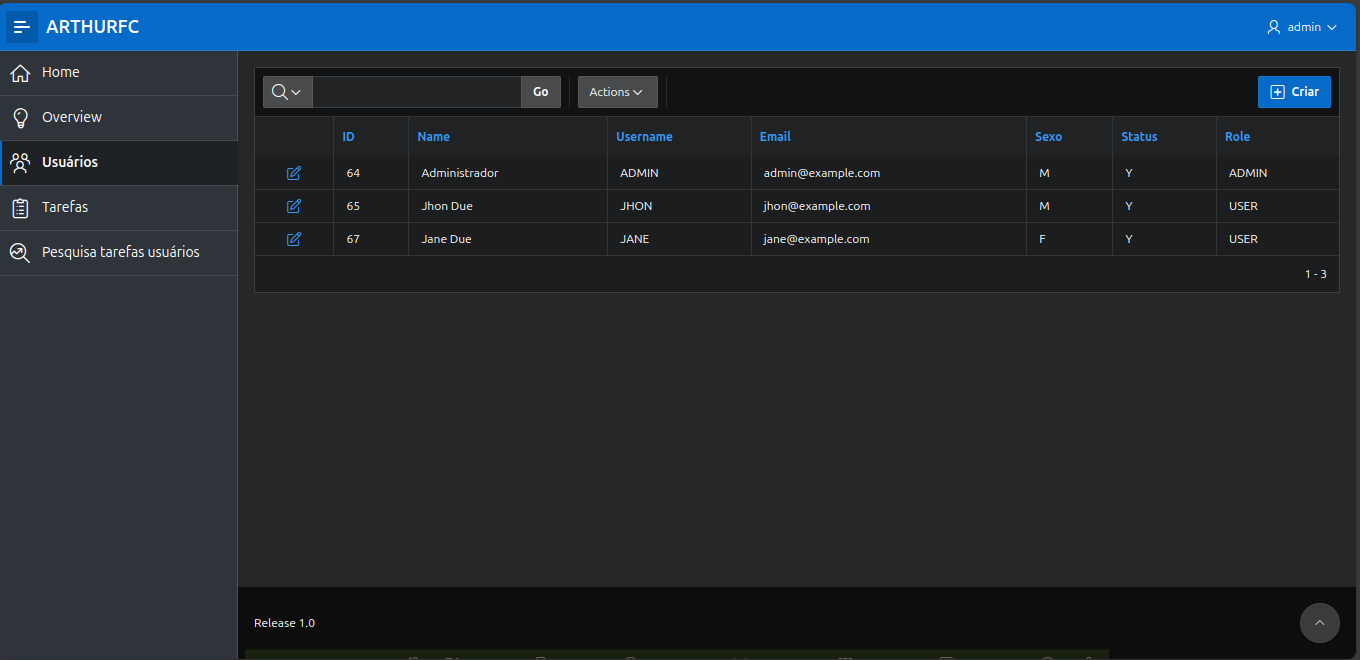 ARTHURFC
admin
Home
Overview
Usuários
Tarefas
Pesquisa tarefas usuários
Go Actions Criar
ID Name Username Email Sexo Status Role
64 Administrador ADMIN admin@example.com M Y ADMIN
65 Jhon Due JHON jhon@example.com M Y USER
67 Jane Due JANE jane@example.com F Y USER
1 - 3
Release 1.0